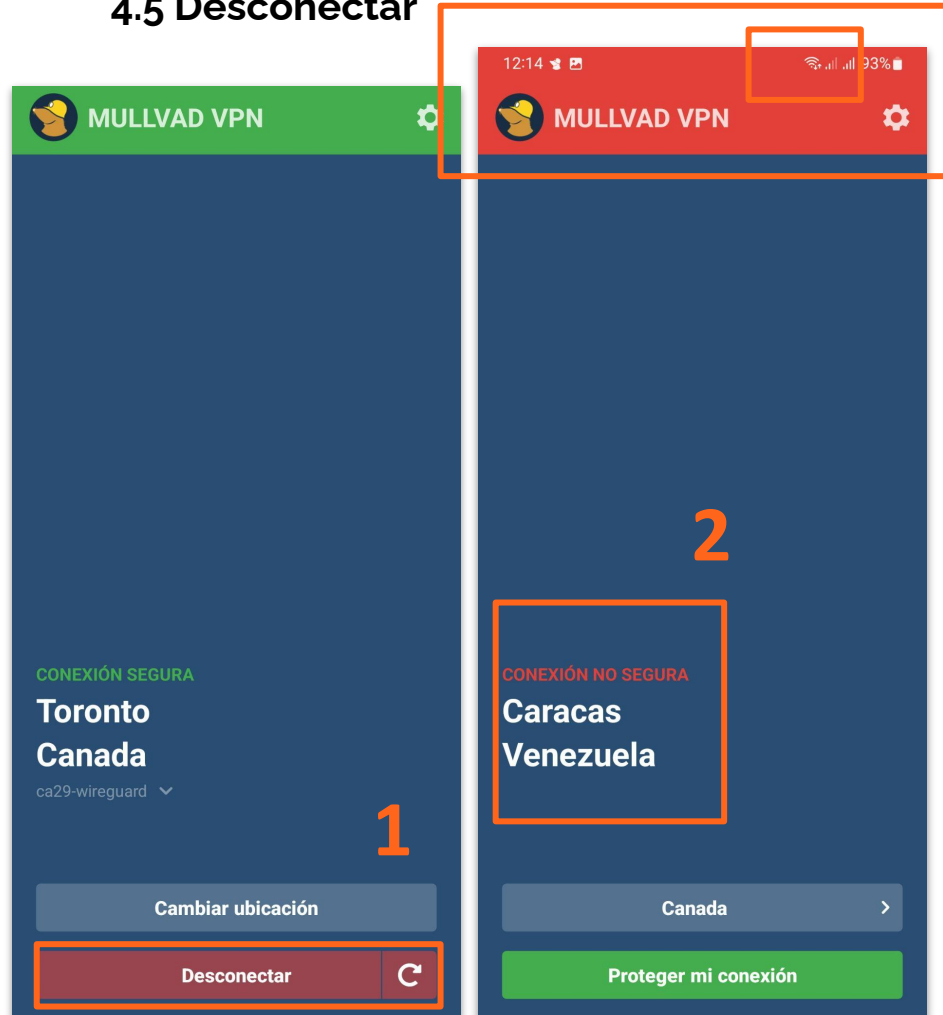 4.5 Desconectar
MULLVAD VPN
CONEXIÓN SEGURA
Toronto
Canada
ca29-wireguard
1
Cambiar ubicación
Desconectar
12:14
93%
MULLVAD VPN
2
CONEXIÓN NO SEGURA
Caracas
Venezuela
Canada
Proteger mi conexión